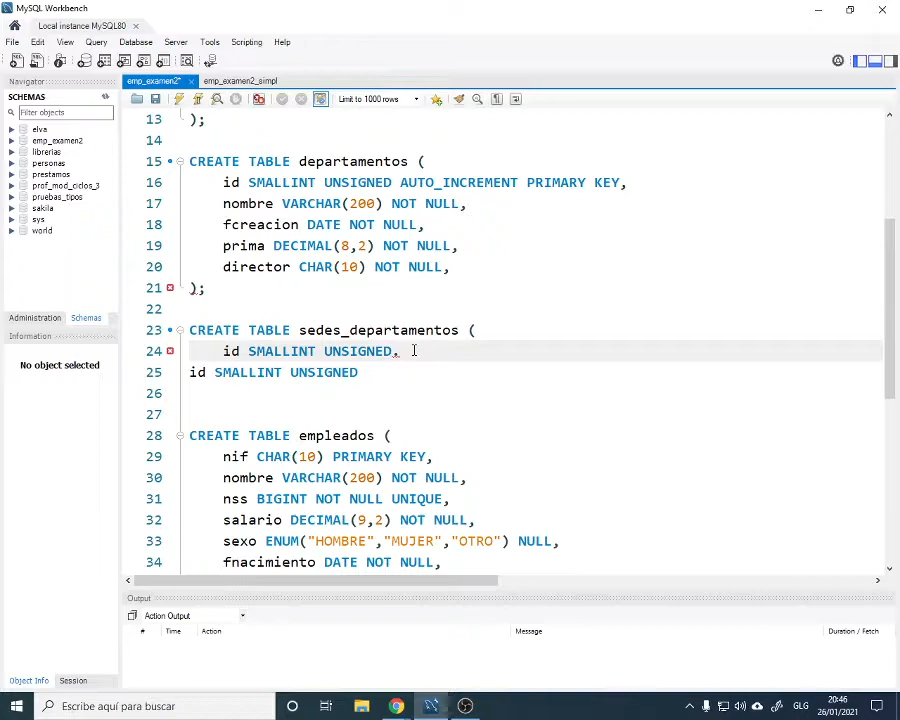 MySQL Workbench
Local instance MySQL80
File Edit View Query Database Server Tools Scripting Help
Navigator
SCHEMAS
Filter objects
elva
emp_examen2
librerias
personas
prestamos
prof_mod_ciclos_3
pruebas_tipos
sakila
sys
world
Administration Schemas
Information
No object selected
Object Info Session
emp_examen2* emp_examen2_simpl
Limit to 1000 rows
13 );
14
15 CREATE TABLE departamentos (
16 id SMALLINT UNSIGNED AUTO_INCREMENT PRIMARY KEY,
17 nombre VARCHAR(200) NOT NULL,
18 fcreacion DATE NOT NULL,
19 prima DECIMAL(8,2) NOT NULL,
20 director CHAR(10) NOT NULL,
21 );
22
23 CREATE TABLE sedes_departamentos (
24 id SMALLINT UNSIGNED,
25 id SMALLINT UNSIGNED
26
27
28 CREATE TABLE empleados (
29 nif CHAR(10) PRIMARY KEY,
30 nombre VARCHAR(200) NOT NULL,
31 nss BIGINT NOT NULL UNIQUE,
32 salario DECIMAL(9,2) NOT NULL,
33 sexo ENUM("HOMBRE","MUJER","OTRO") NULL,
34 fnacimiento DATE NOT NULL,
Output
Action Output
# Time Action Message Duration / Fetch
Escribe aquí para buscar
GLG
20:46
26/01/2021